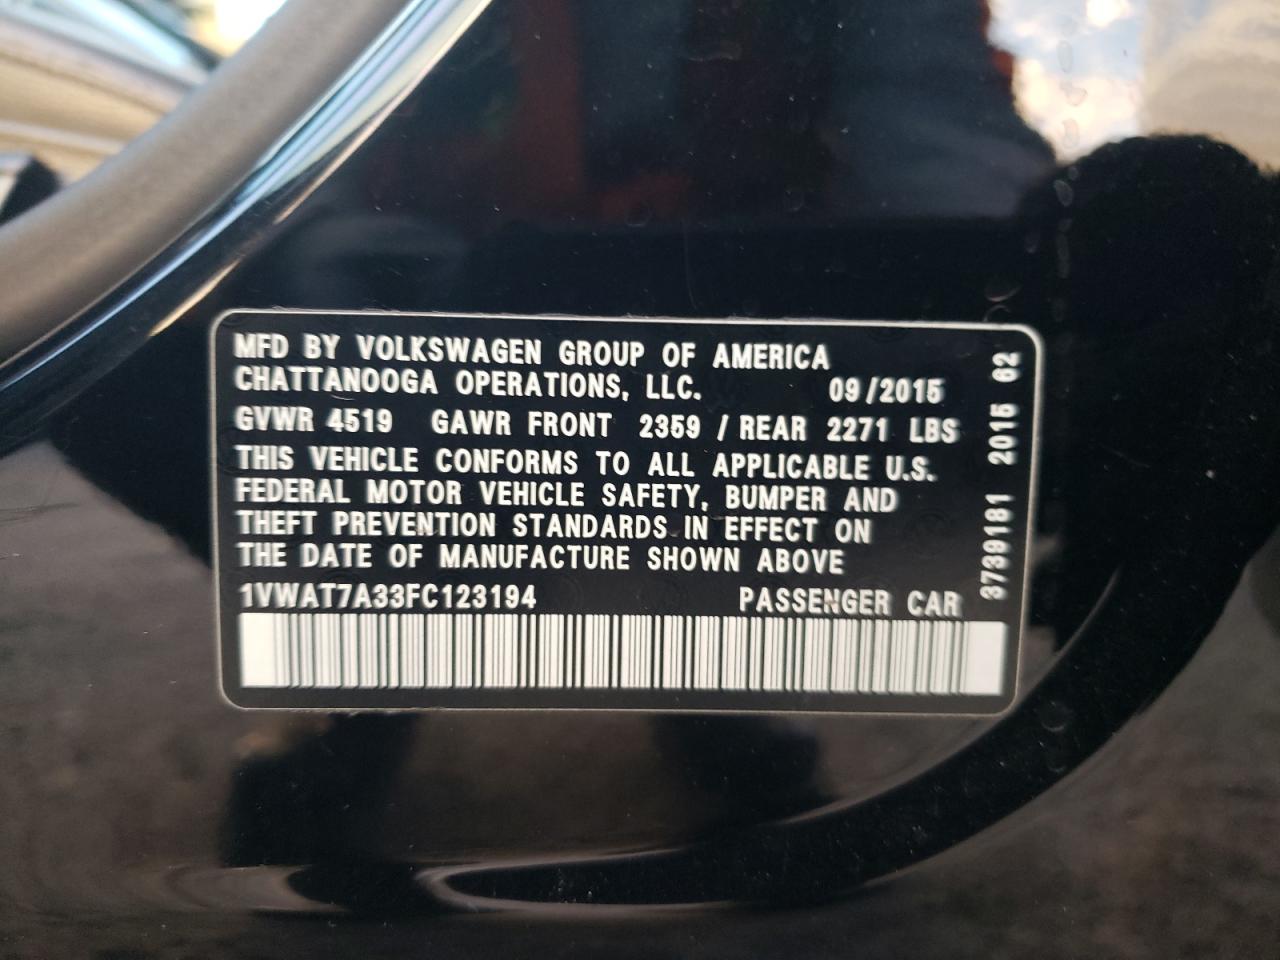 MFD BY VOLKSWAGEN GROUP OF AMERICA
CHATTANOOGA OPERATIONS, LLC. 09/2015
GVWR 4519 GAWR FRONT 2359 / REAR 2271 LBS
THIS VEHICLE CONFORMS TO ALL APPLICABLE U.S.
FEDERAL MOTOR VEHICLE SAFETY, BUMPER AND
THEFT PREVENTION STANDARDS IN EFFECT ON
THE DATE OF MANUFACTURE SHOWN ABOVE
1VWAT7A33FC123194 PASSENGER CAR
3739181 2015 62